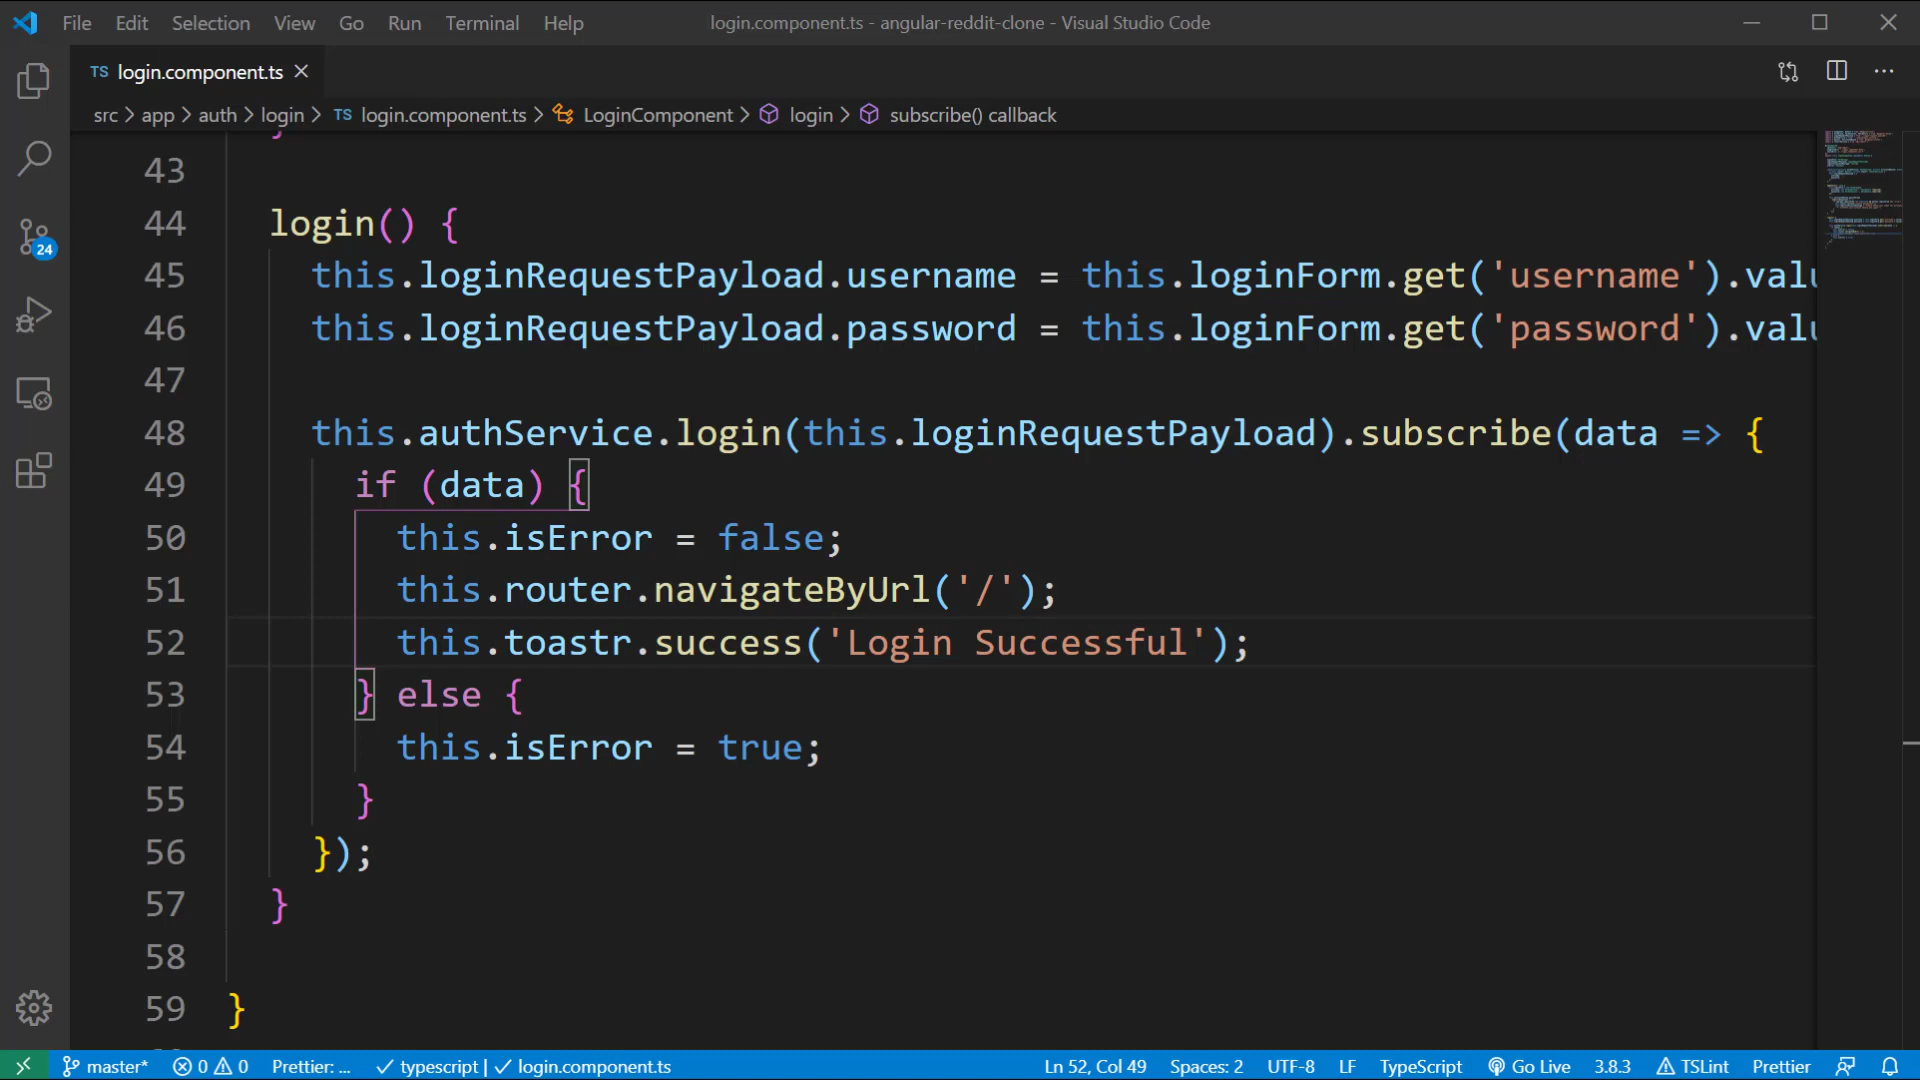 File Edit Selection View Go Run Terminal Help login.component.ts - angular-reddit-clone - Visual Studio Code
TS login.component.ts
src > app > auth > login > TS login.component.ts > LoginComponent > login > subscribe() callback
43
44 login() {
45 this.loginRequestPayload.username = this.loginForm.get('username').valu
46 this.loginRequestPayload.password = this.loginForm.get('password').valu
47
48 this.authService.login(this.loginRequestPayload).subscribe(data => {
49 if (data) {
50 this.isError = false;
51 this.router.navigateByUrl('/');
52 this.toastr.success('Login Successful');
53 } else {
54 this.isError = true;
55 }
56 });
57 }
58
59 }
24
master* 0 0 Prettier: ... typescript | login.component.ts Ln 52, Col 49 Spaces: 2 UTF-8 LF TypeScript Go Live 3.8.3 TSLint Prettier